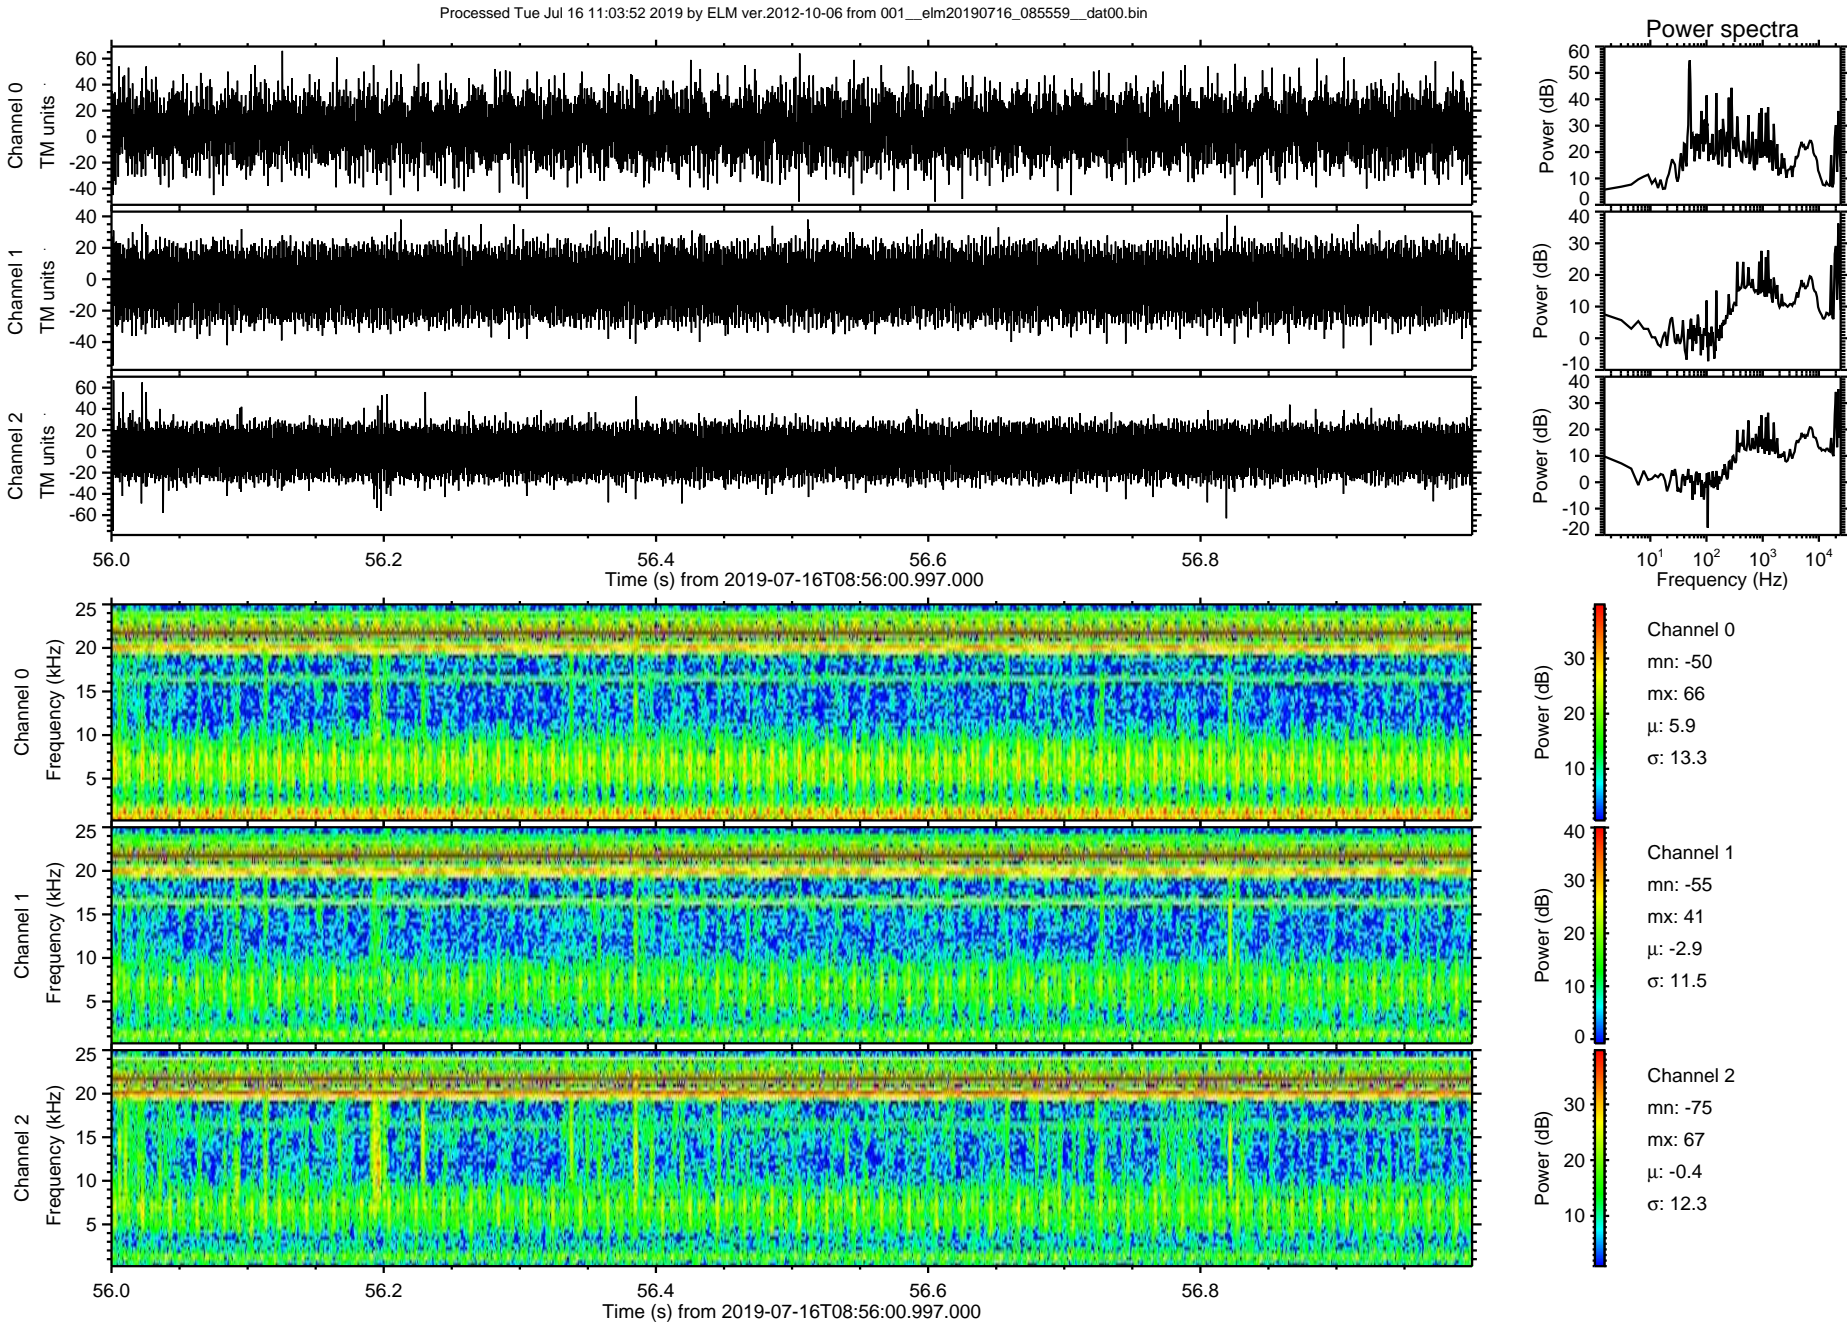 Processed Tue Jul 16 11:03:52 2019 by ELM ver.2012-10-06 from 001__elm20190716_085559__dat00.bin
Power spectra
Channel 0
TM units
60
40
20
0
-20
-40
Power (dB)
60
50
40
30
20
10
0
Channel 1
TM units
40
20
0
-20
-40
Power (dB)
40
30
20
10
0
-10
Channel 2
TM units
60
40
20
0
-20
-40
-60
Power (dB)
40
30
20
10
0
-10
-20
56.0 56.2 56.4 56.6 56.8
Time (s) from 2019-07-16T08:56:00.997.000
10^1 10^2 10^3 10^4
Frequency (Hz)
Channel 0
Frequency (kHz)
25
20
15
10
5
Power (dB)
30
20
10
Channel 0
mn: -50
mx: 66
μ: 5.9
σ: 13.3
Channel 1
Frequency (kHz)
25
20
15
10
5
Power (dB)
40
30
20
10
0
Channel 1
mn: -55
mx: 41
μ: -2.9
σ: 11.5
Channel 2
Frequency (kHz)
25
20
15
10
5
Power (dB)
30
20
10
Channel 2
mn: -75
mx: 67
μ: -0.4
σ: 12.3
56.0 56.2 56.4 56.6 56.8
Time (s) from 2019-07-16T08:56:00.997.000